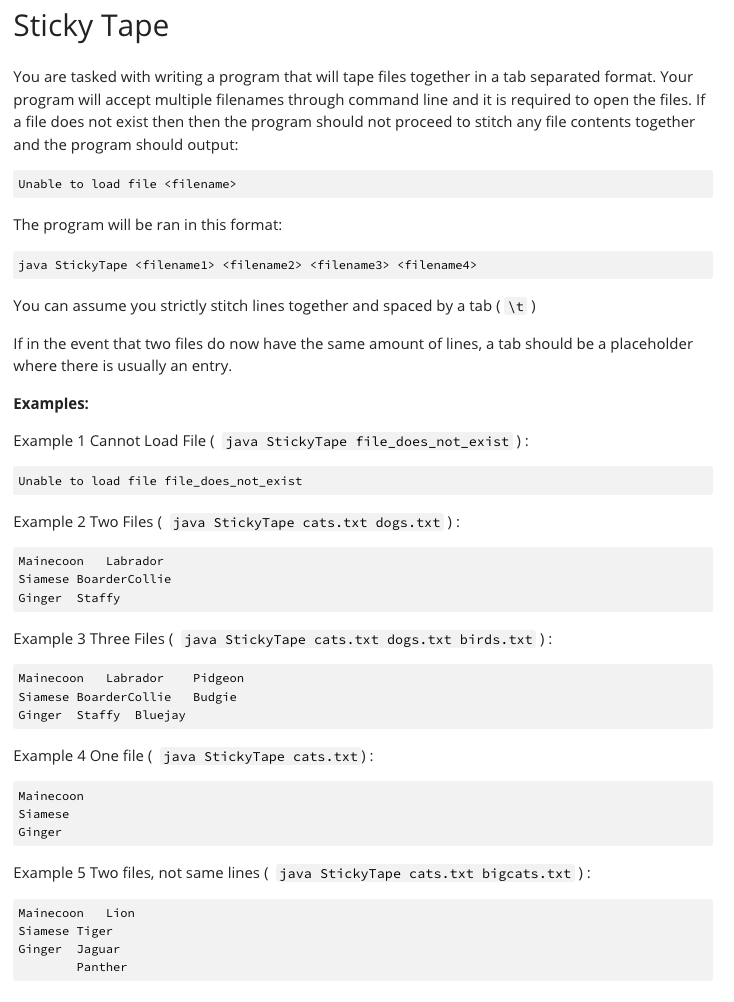 Sticky Tape
You are tasked with writing a program that will tape files together in a tab separated format. Your
program will accept multiple filenames through command line and it is required to open the files. If
a file does not exist then then the program should not proceed to stitch any file contents together
and the program should output:
Unable to load file <filename>
The program will be ran in this format:
java StickyTape <filename1> <filename2> <filename3> <filename4>
You can assume you strictly stitch lines together and spaced by a tab ( \t )
If in the event that two files do now have the same amount of lines, a tab should be a placeholder
where there is usually an entry.
Examples:
Example 1 Cannot Load File ( java StickyTape file_does_not_exist ):
Unable to load file file_does_not_exist
Example 2 Two Files ( java StickyTape cats.txt dogs.txt ):
Mainecoon   Labrador
Siamese BoarderCollie
Ginger  Staffy
Example 3 Three Files ( java StickyTape cats.txt dogs.txt birds.txt ):
Mainecoon   Labrador    Pidgeon
Siamese BoarderCollie   Budgie
Ginger  Staffy  Bluejay
Example 4 One file ( java StickyTape cats.txt ):
Mainecoon
Siamese
Ginger
Example 5 Two files, not same lines ( java StickyTape cats.txt bigcats.txt ):
Mainecoon   Lion
Siamese Tiger
Ginger  Jaguar
        Panther